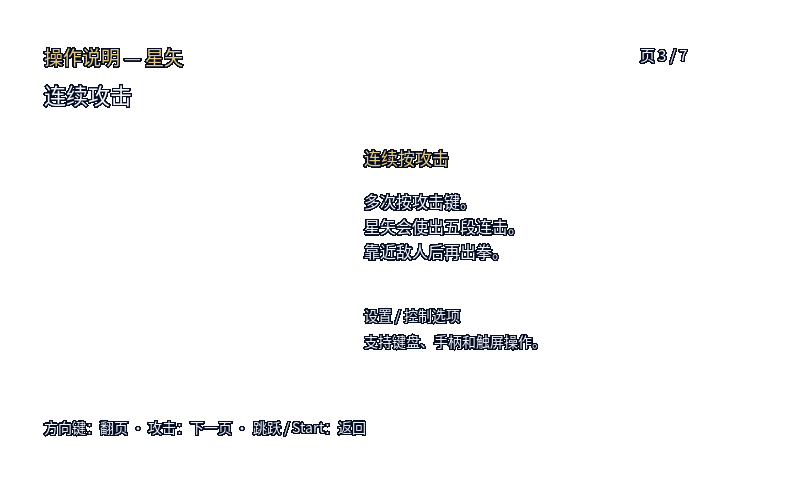 操作说明 — 星矢
页 3 / 7
连续攻击
连续按攻击
多次按攻击键。
星矢会使出五段连击。
靠近敌人后再出拳。
设置 / 控制选项
支持键盘、手柄和触屏操作。
方向键：翻页 · 攻击：下一页 · 跳跃 / Start：返回